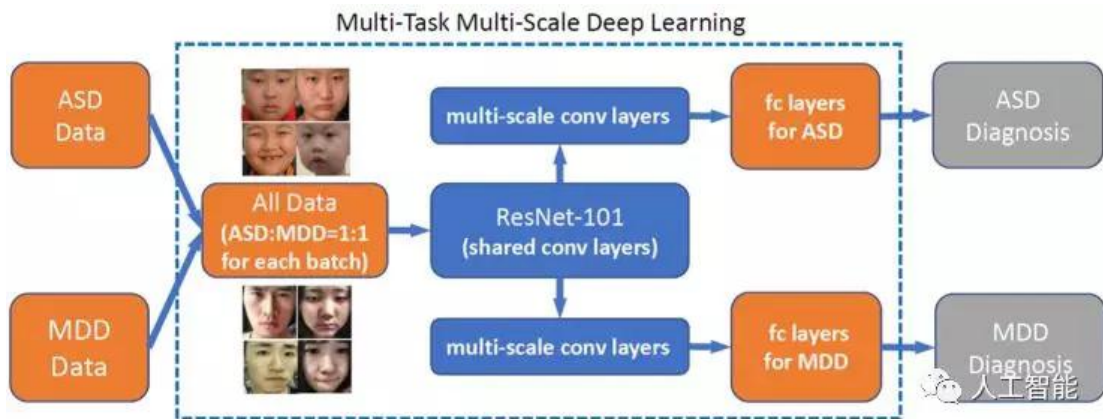 Multi-Task Multi-Scale Deep Learning
ASD
Data
MDD
Data
All Data
(ASD:MDD=1:1
for each batch)
ResNet-101
(shared conv layers)
multi-scale conv layers
fc layers
for ASD
ASD
Diagnosis
multi-scale conv layers
fc layers
for MDD
MDD
Diagnosis
人工智能